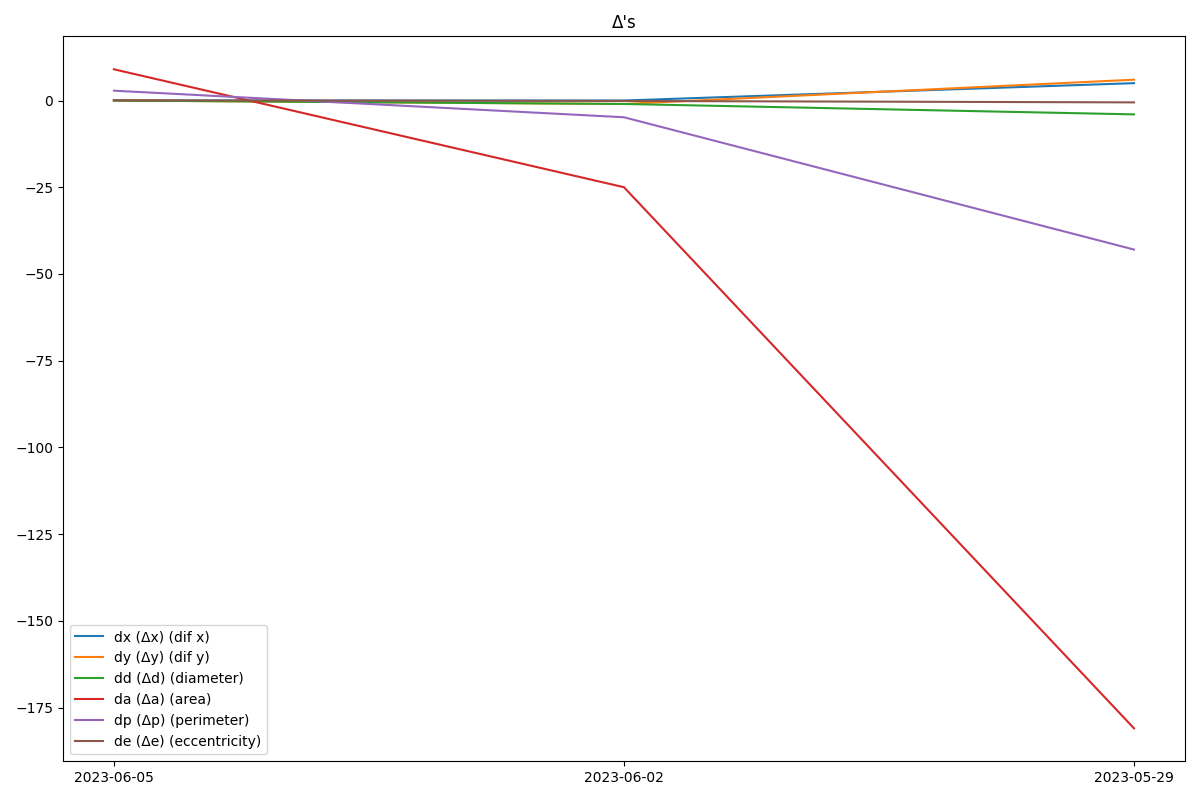 Δ's
0
−25
−50
−75
−100
−125
−150
−175
dx (Δx) (dif x)
dy (Δy) (dif y)
dd (Δd) (diameter)
da (Δa) (area)
dp (Δp) (perimeter)
de (Δe) (eccentricity)
2023-06-05 2023-06-02 2023-05-29